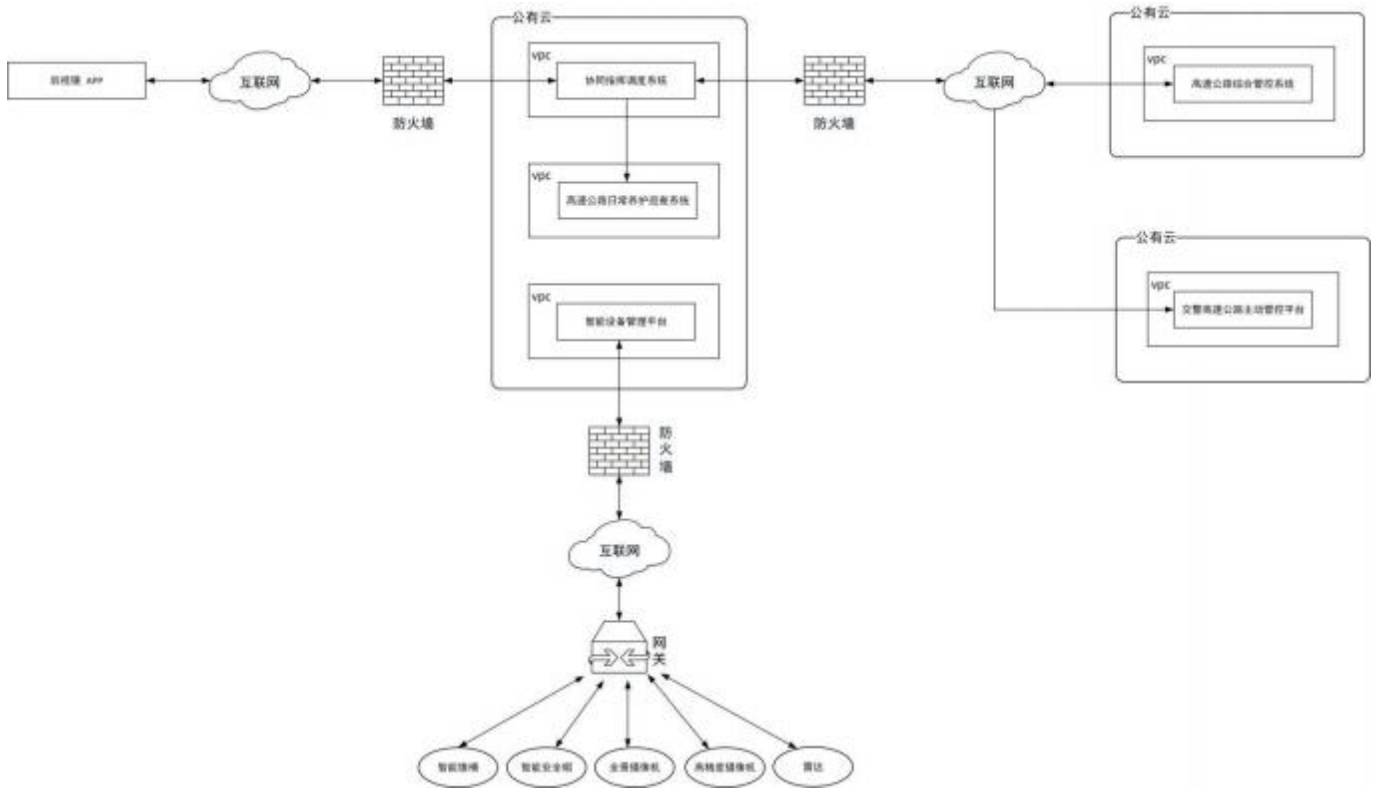 公有云
公有云
vpc
vpc
后视镜 APP
互联网
协同指挥调度系统
互联网
高速公路综合管控系统
防火墙
防火墙
vpc
高速公路日常养护巡查系统
公有云
vpc
vpc
智能设备管理平台
交警高速公路主动管控平台
防
火
墙
互联网
网
关
智能锥桶
智能安全帽
全景摄像机
高精度摄像机
雷达